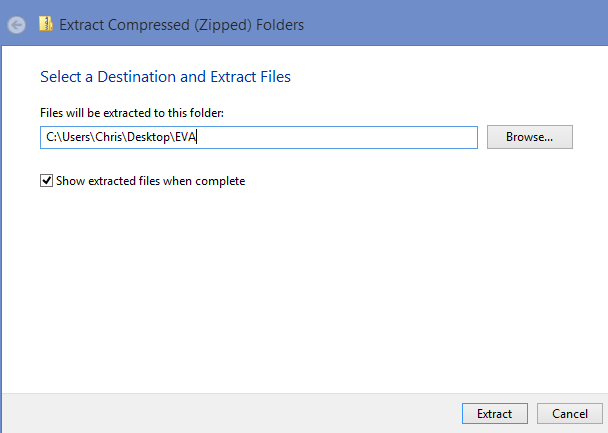 Extract Compressed (Zipped) Folders
Select a Destination and Extract Files
Files will be extracted to this folder:
C:\Users\Chris\Desktop\EVA
Browse...
Show extracted files when complete
Extract
Cancel